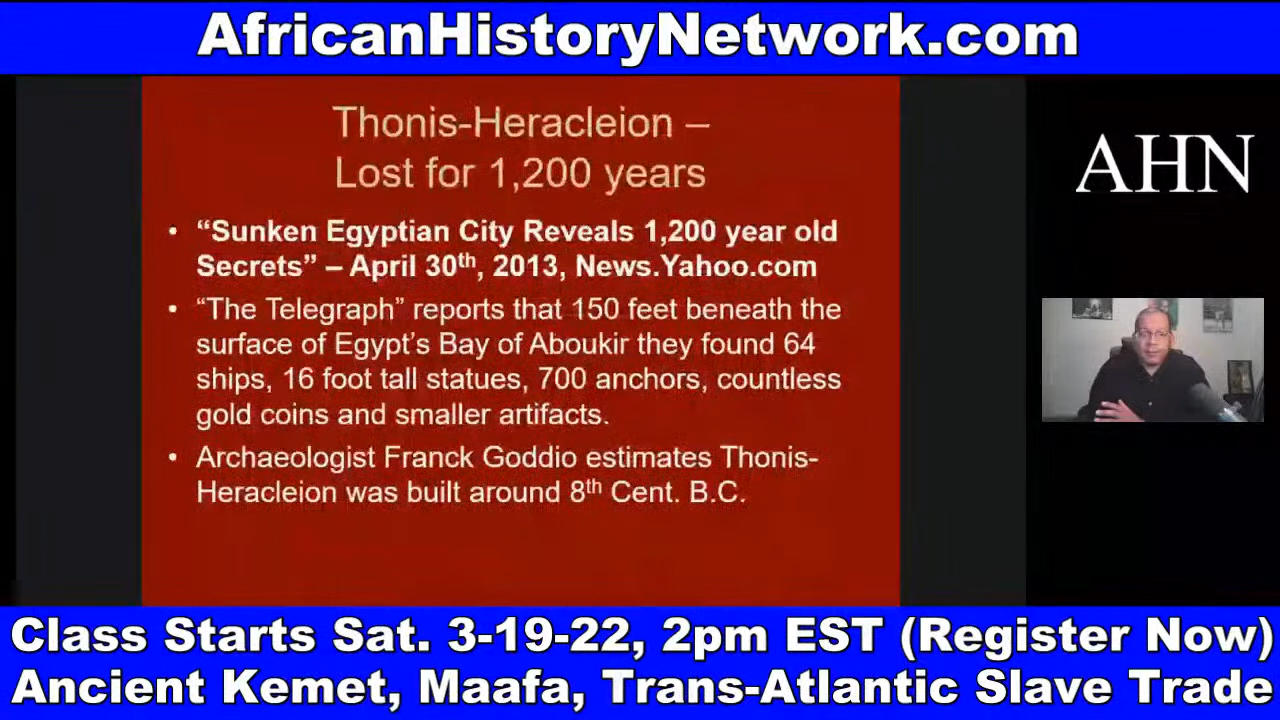 AfricanHistoryNetwork.com
Thonis-Heracleion –
Lost for 1,200 years
AHN
• “Sunken Egyptian City Reveals 1,200 year old
Secrets” – April 30th, 2013, News.Yahoo.com
• “The Telegraph” reports that 150 feet beneath the
surface of Egypt’s Bay of Aboukir they found 64
ships, 16 foot tall statues, 700 anchors, countless
gold coins and smaller artifacts.
• Archaeologist Franck Goddio estimates Thonis-
Heracleion was built around 8th Cent. B.C.
Class Starts Sat. 3-19-22, 2pm EST (Register Now)
Ancient Kemet, Maafa, Trans-Atlantic Slave Trade